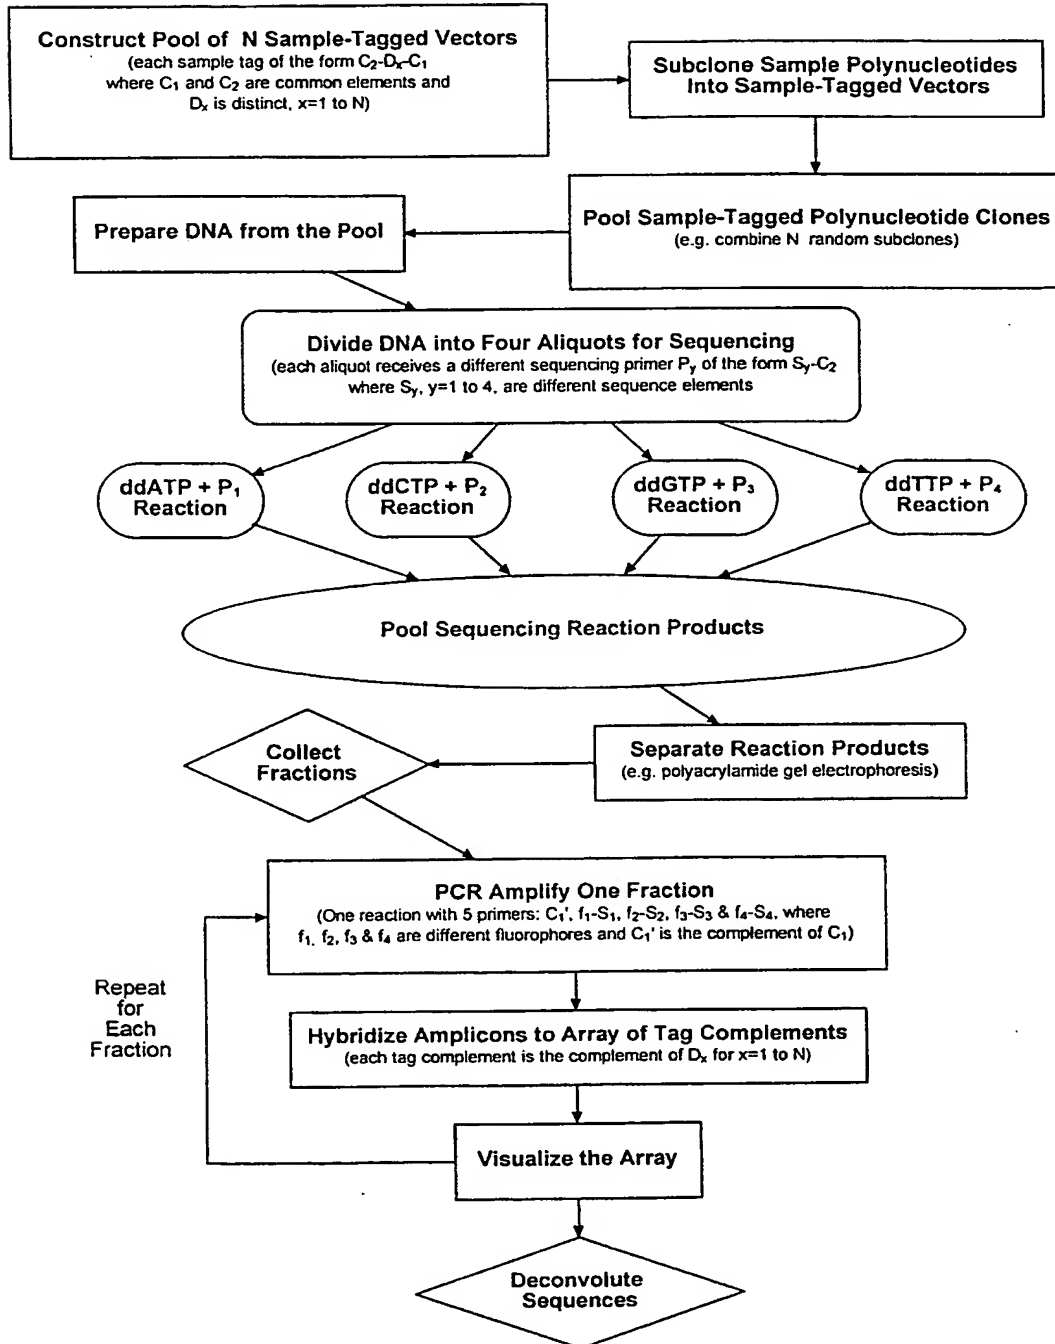 Construct Pool of N Sample-Tagged Vectors
(each sample tag of the form C₂-Dₓ-C₁
where C₁ and C₂ are common elements and
Dₓ is distinct, x=1 to N)
Subclone Sample Polynucleotides
Into Sample-Tagged Vectors
Pool Sample-Tagged Polynucleotide Clones
(e.g. combine N random subclones)
Prepare DNA from the Pool
Divide DNA into Four Aliquots for Sequencing
(each aliquot receives a different sequencing primer Pᵧ of the form Sᵧ-C₂
where Sᵧ, y=1 to 4, are different sequence elements
ddATP + P₁
Reaction
ddCTP + P₂
Reaction
ddGTP + P₃
Reaction
ddTTP + P₄
Reaction
Pool Sequencing Reaction Products
Separate Reaction Products
(e.g. polyacrylamide gel electrophoresis)
Collect
Fractions
PCR Amplify One Fraction
(One reaction with 5 primers: C₁', f₁-S₁, f₂-S₂, f₃-S₃ & f₄-S₄, where
f₁, f₂, f₃ & f₄ are different fluorophores and C₁' is the complement of C₁)
Repeat
for
Each
Fraction
Hybridize Amplicons to Array of Tag Complements
(each tag complement is the complement of Dₓ for x=1 to N)
Visualize the Array
Deconvolute
Sequences